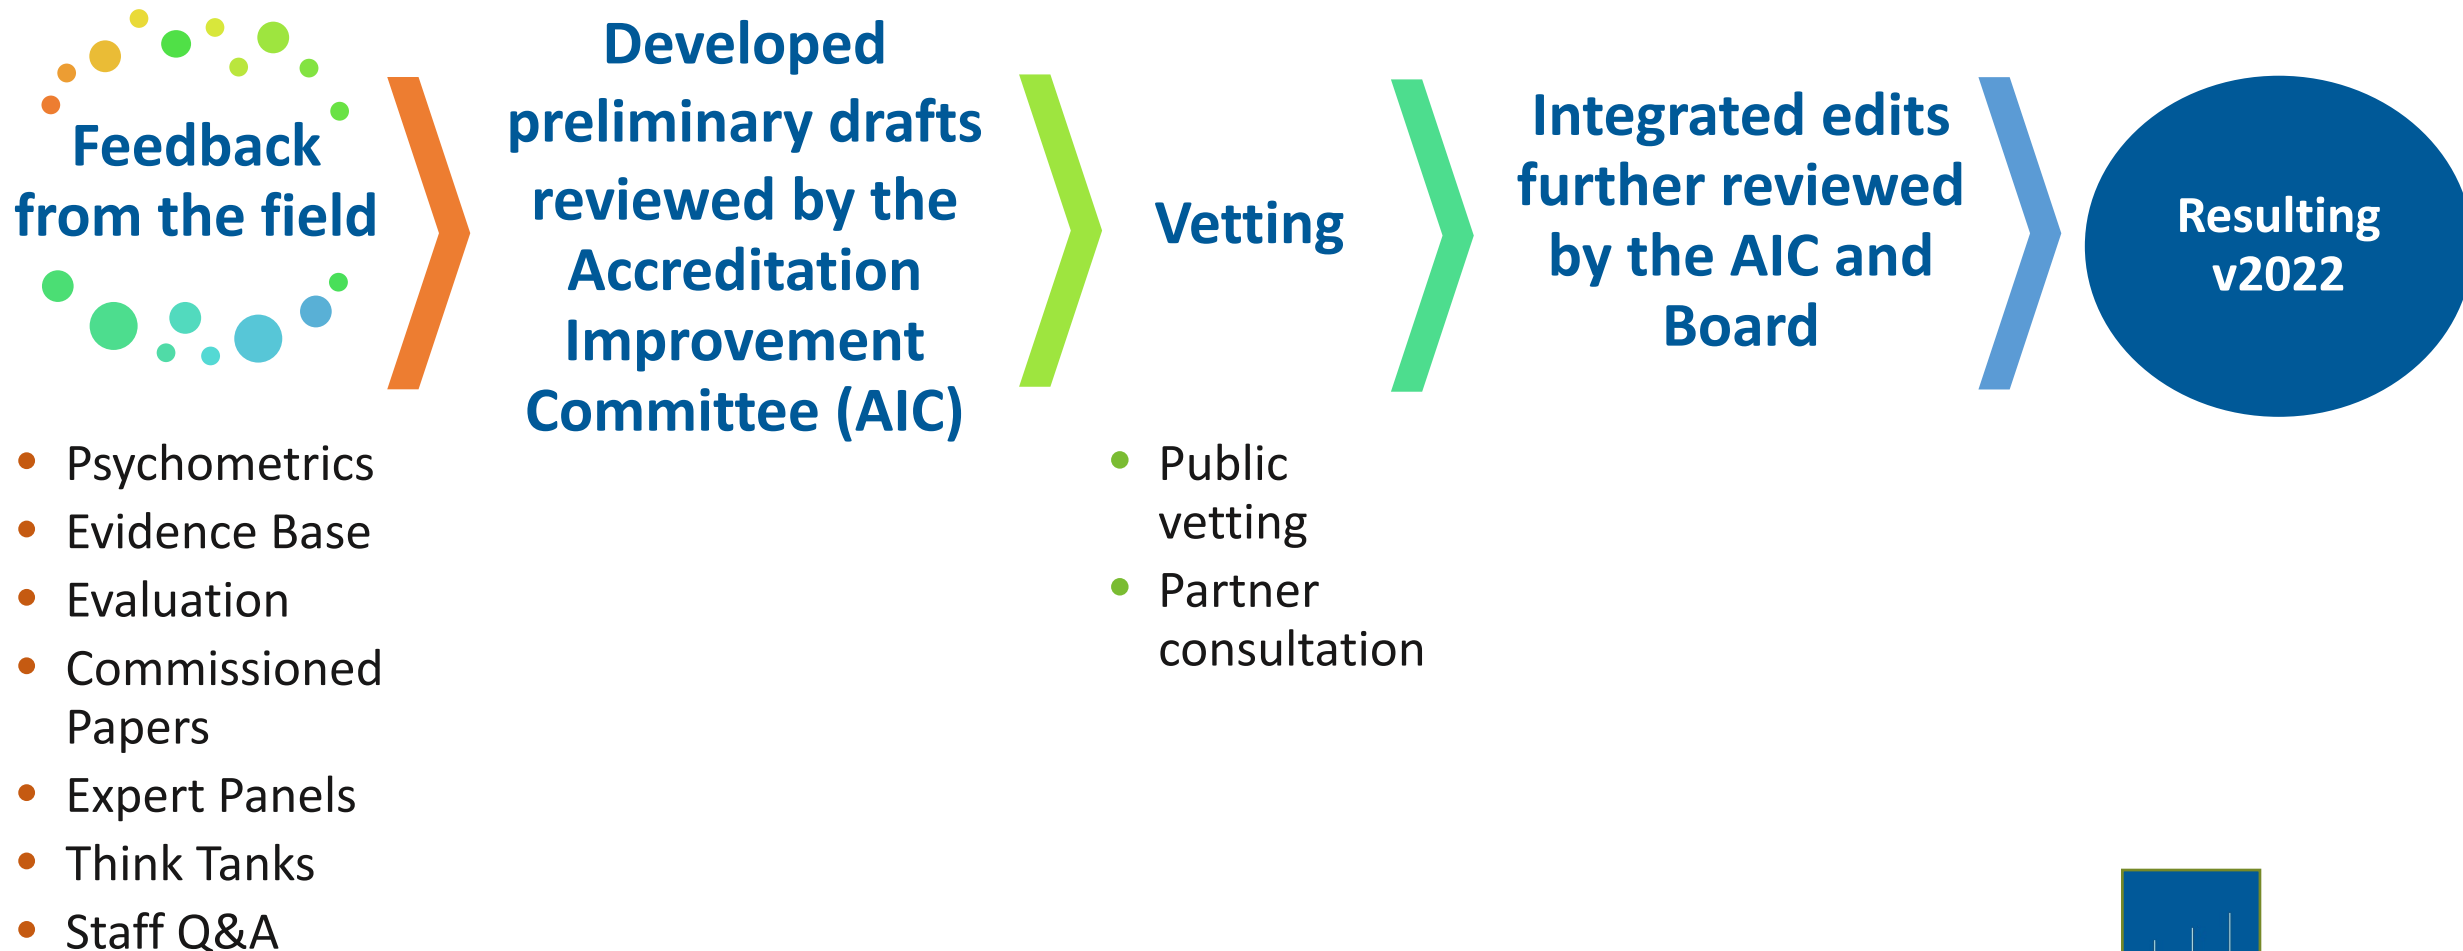 Feedback
from the field
Developed
preliminary drafts
reviewed by the
Accreditation
Improvement
Committee (AIC)
Vetting
Integrated edits
further reviewed
by the AIC and
Board
Resulting
v2022
• Psychometrics
• Evidence Base
• Evaluation
• Commissioned
Papers
• Expert Panels
• Think Tanks
• Staff Q&A
• Public
vetting
• Partner
consultation